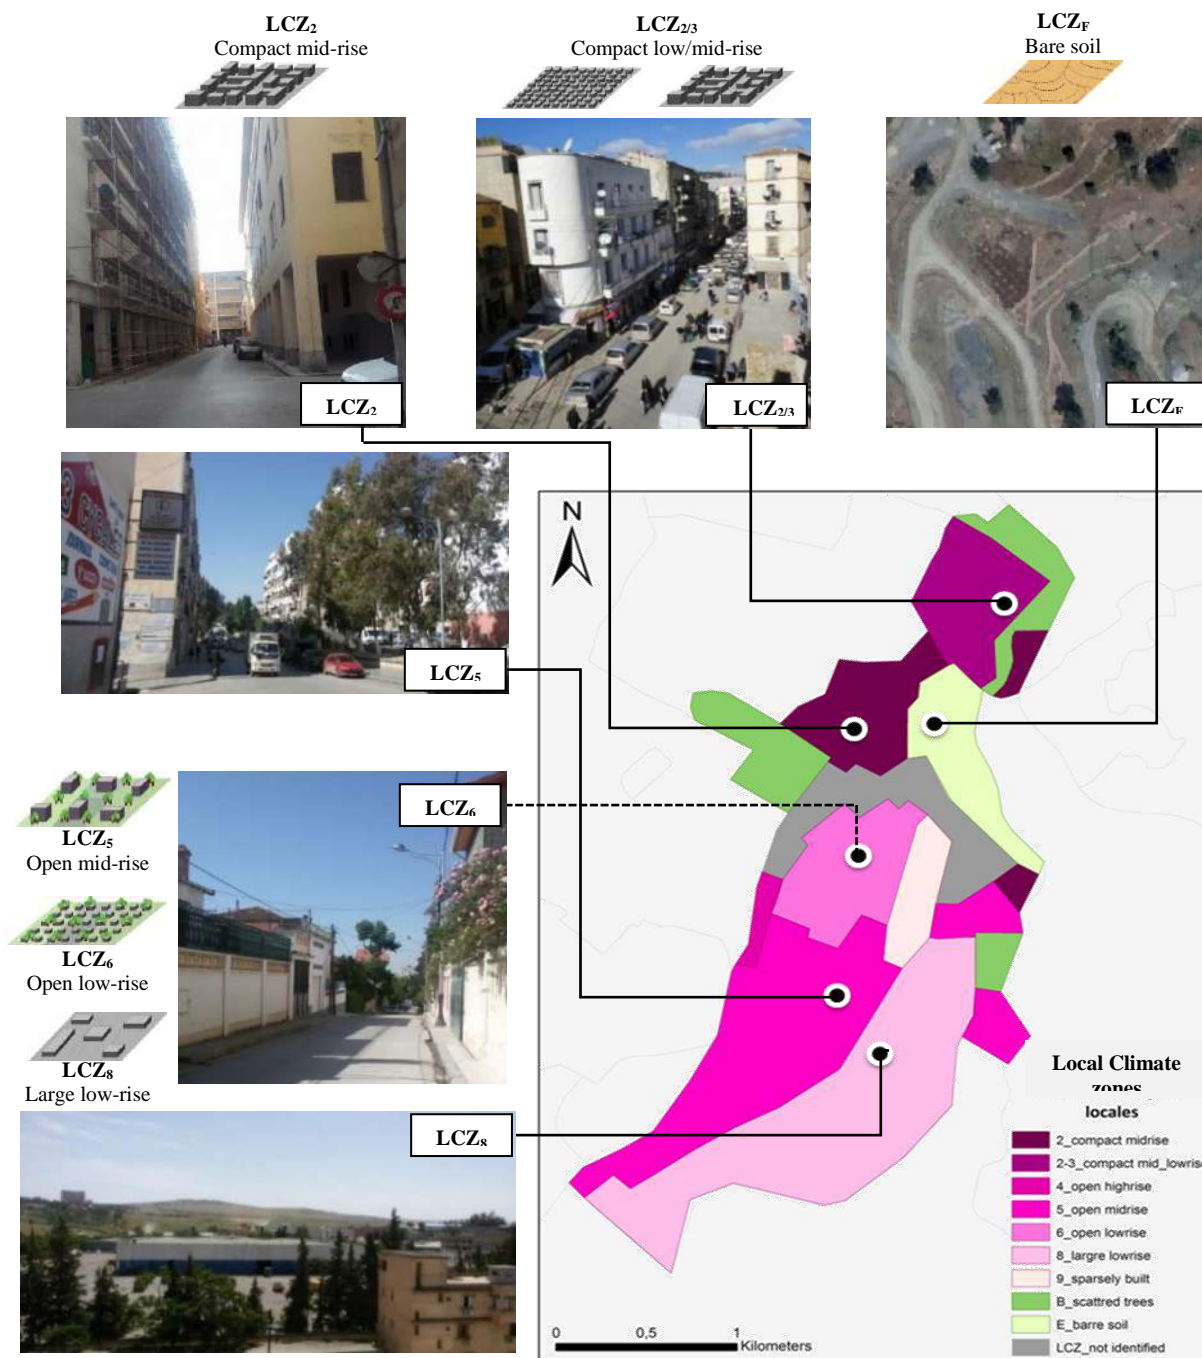 LCZ2
Compact mid-rise
LCZ2/3
Compact low/mid-rise
LCZF
Bare soil
LCZ2
LCZ2/3
LCZF
LCZ5
N
LCZ6
LCZ5
Open mid-rise
LCZ6
Open low-rise
LCZ8
Large low-rise
LCZ8
Local Climate
zones
locales
2_compact midrise
2-3_compact mid_lowrise
4_open highrise
5_open midrise
6_open lowrise
8_largre lowrise
9_sparsely built
B_scattred trees
E_barre soil
LCZ_not identified
0 0,5 1
Kilometers